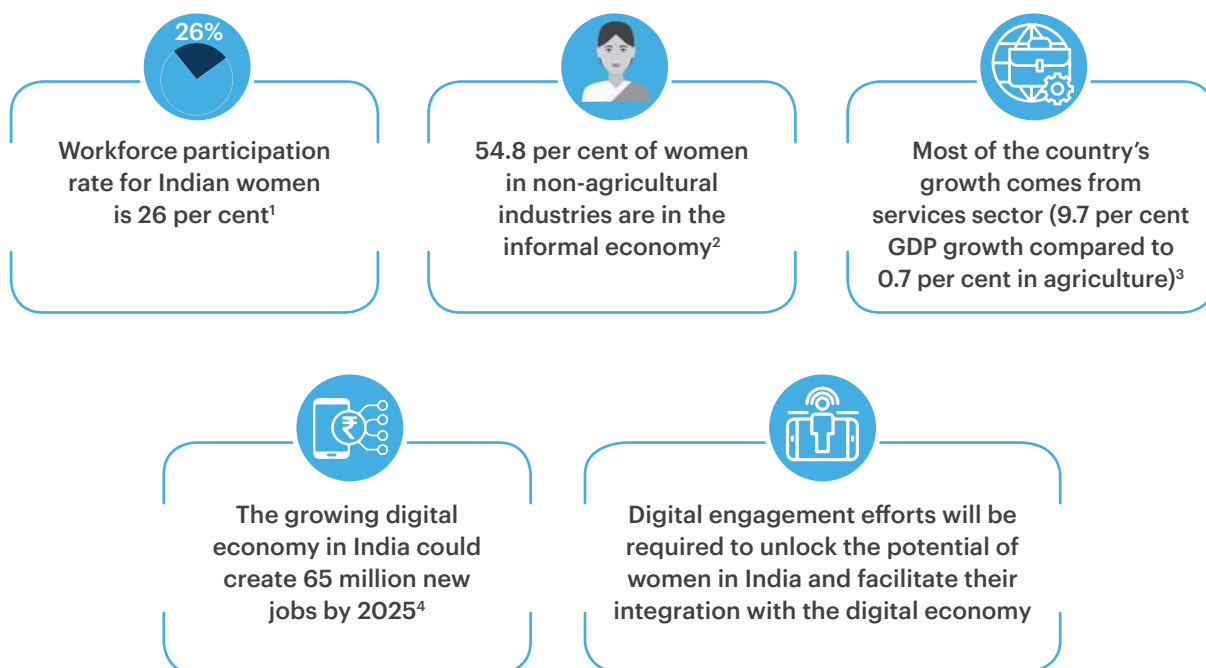 26%
Workforce participation
rate for Indian women
is 26 per cent¹
54.8 per cent of women
in non-agricultural
industries are in the
informal economy²
Most of the country’s
growth comes from
services sector (9.7 per cent
GDP growth compared to
0.7 per cent in agriculture)³
₹
The growing digital
economy in India could
create 65 million new
jobs by 2025⁴
Digital engagement efforts will be
required to unlock the potential of
women in India and facilitate their
integration with the digital economy